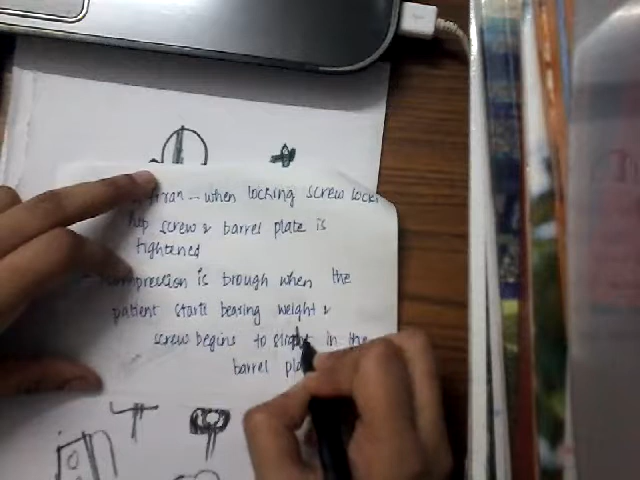 when locking screw locks
hip screw & barrel plate is
tightened
compression is brough when the
patient starts bearing weight &
screw begins to in the
barrel